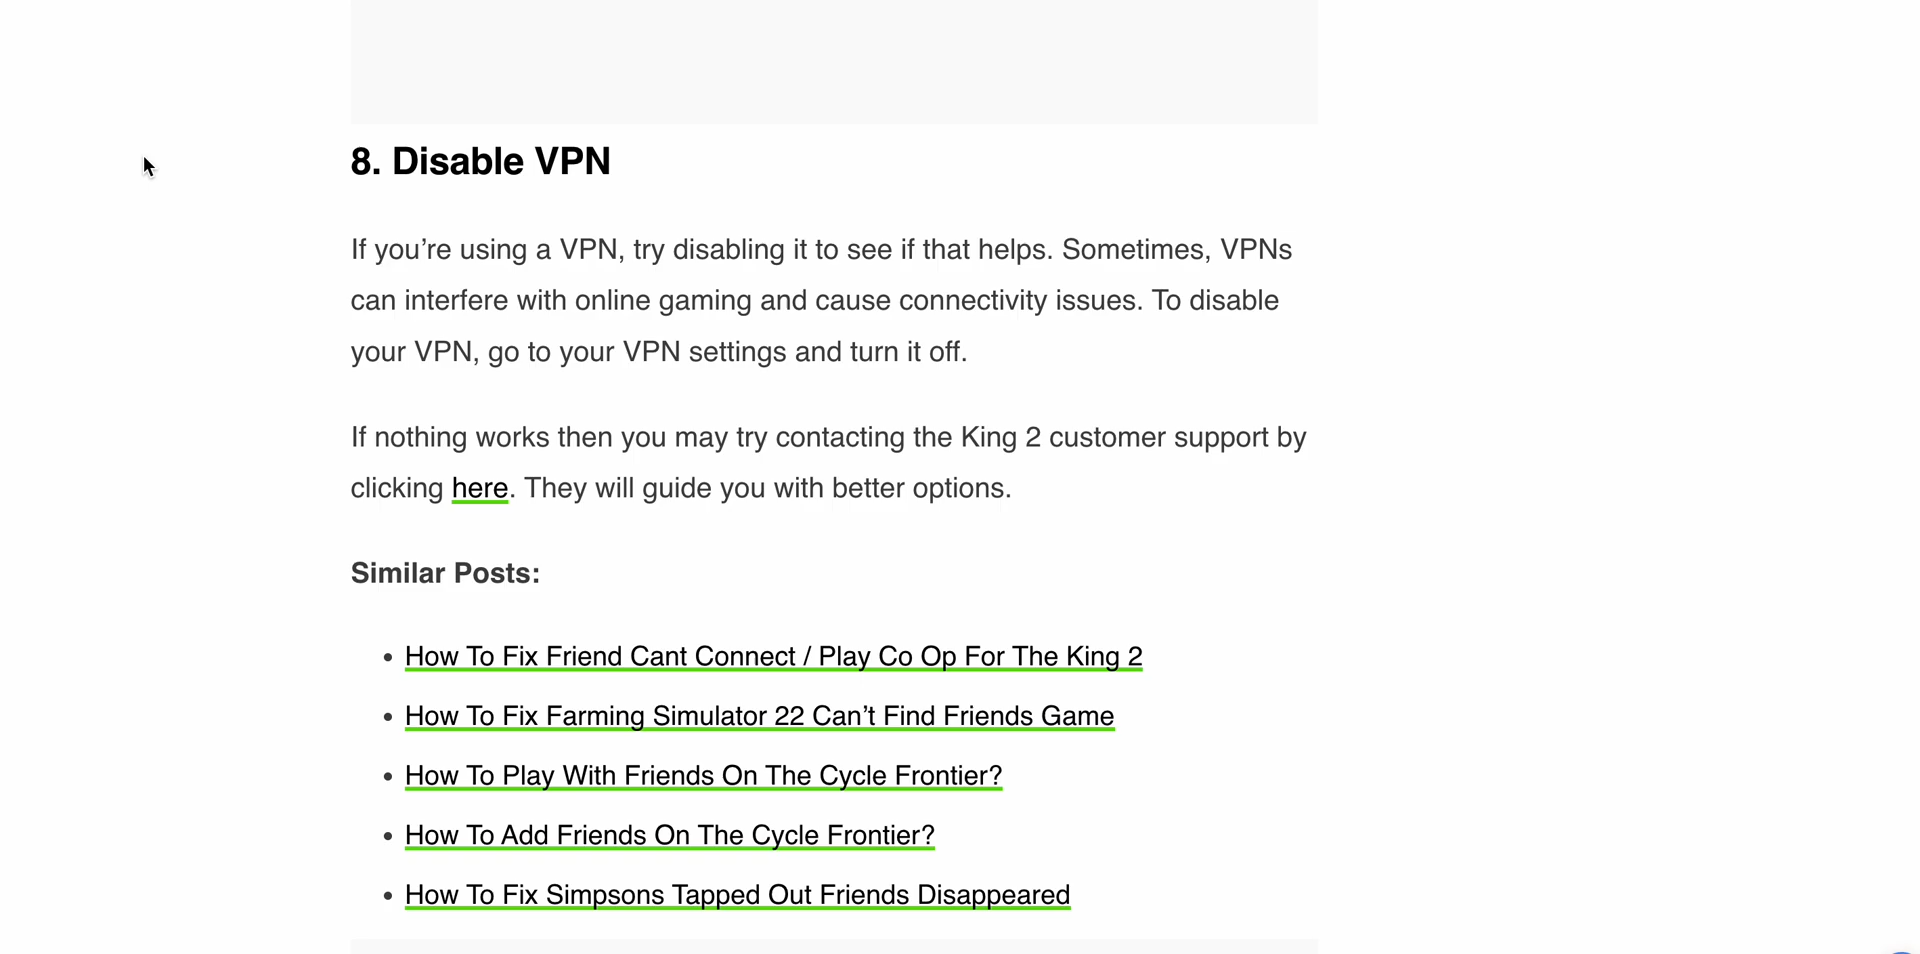 8. Disable VPN
If you’re using a VPN, try disabling it to see if that helps. Sometimes, VPNs
can interfere with online gaming and cause connectivity issues. To disable
your VPN, go to your VPN settings and turn it off.
If nothing works then you may try contacting the King 2 customer support by
clicking here. They will guide you with better options.
Similar Posts:
• How To Fix Friend Cant Connect / Play Co Op For The King 2
• How To Fix Farming Simulator 22 Can’t Find Friends Game
• How To Play With Friends On The Cycle Frontier?
• How To Add Friends On The Cycle Frontier?
• How To Fix Simpsons Tapped Out Friends Disappeared